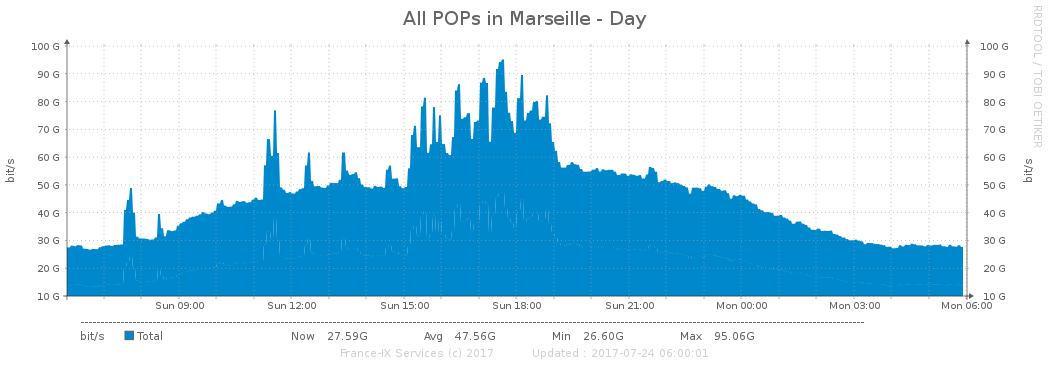 All POPs in Marseille - Day
RRDTOOL / TOBI OETIKER
bit/s
100 G
90 G
80 G
70 G
60 G
50 G
40 G
30 G
20 G
10 G
100 G
90 G
80 G
70 G
60 G
50 G
40 G
30 G
20 G
10 G
bit/s
Sun 09:00 Sun 12:00 Sun 15:00 Sun 18:00 Sun 21:00 Mon 00:00 Mon 03:00 Mon 06:00
bit/s Total Now 27.59G Avg 47.56G Min 26.60G Max 95.06G
France-IX Services (c) 2017 Updated : 2017-07-24 06:00:01